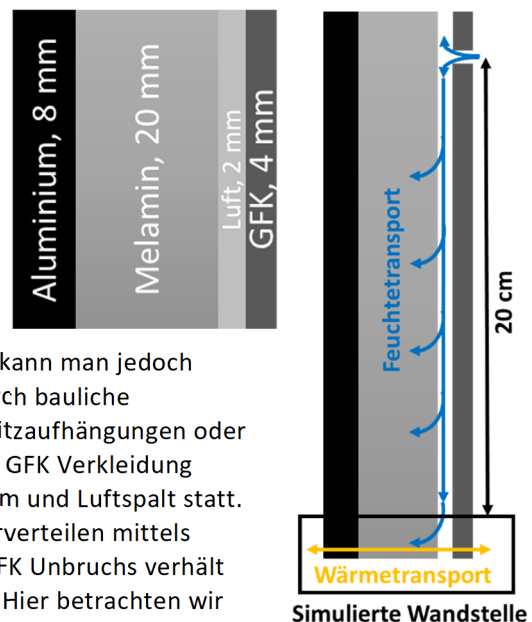 Aluminium, 8 mm
Melamin, 20 mm
Luft, 2 mm
GFK, 4 mm
kann man jedoch
ch bauliche
itzaufhängungen oder
GFK Verkleidung
m und Luftspalt statt.
rverteilen mittels
FK Unbruchs verhält
Hier betrachten wir
Feuchtetransport
20 cm
Wärmetransport
Simulierte Wandstelle